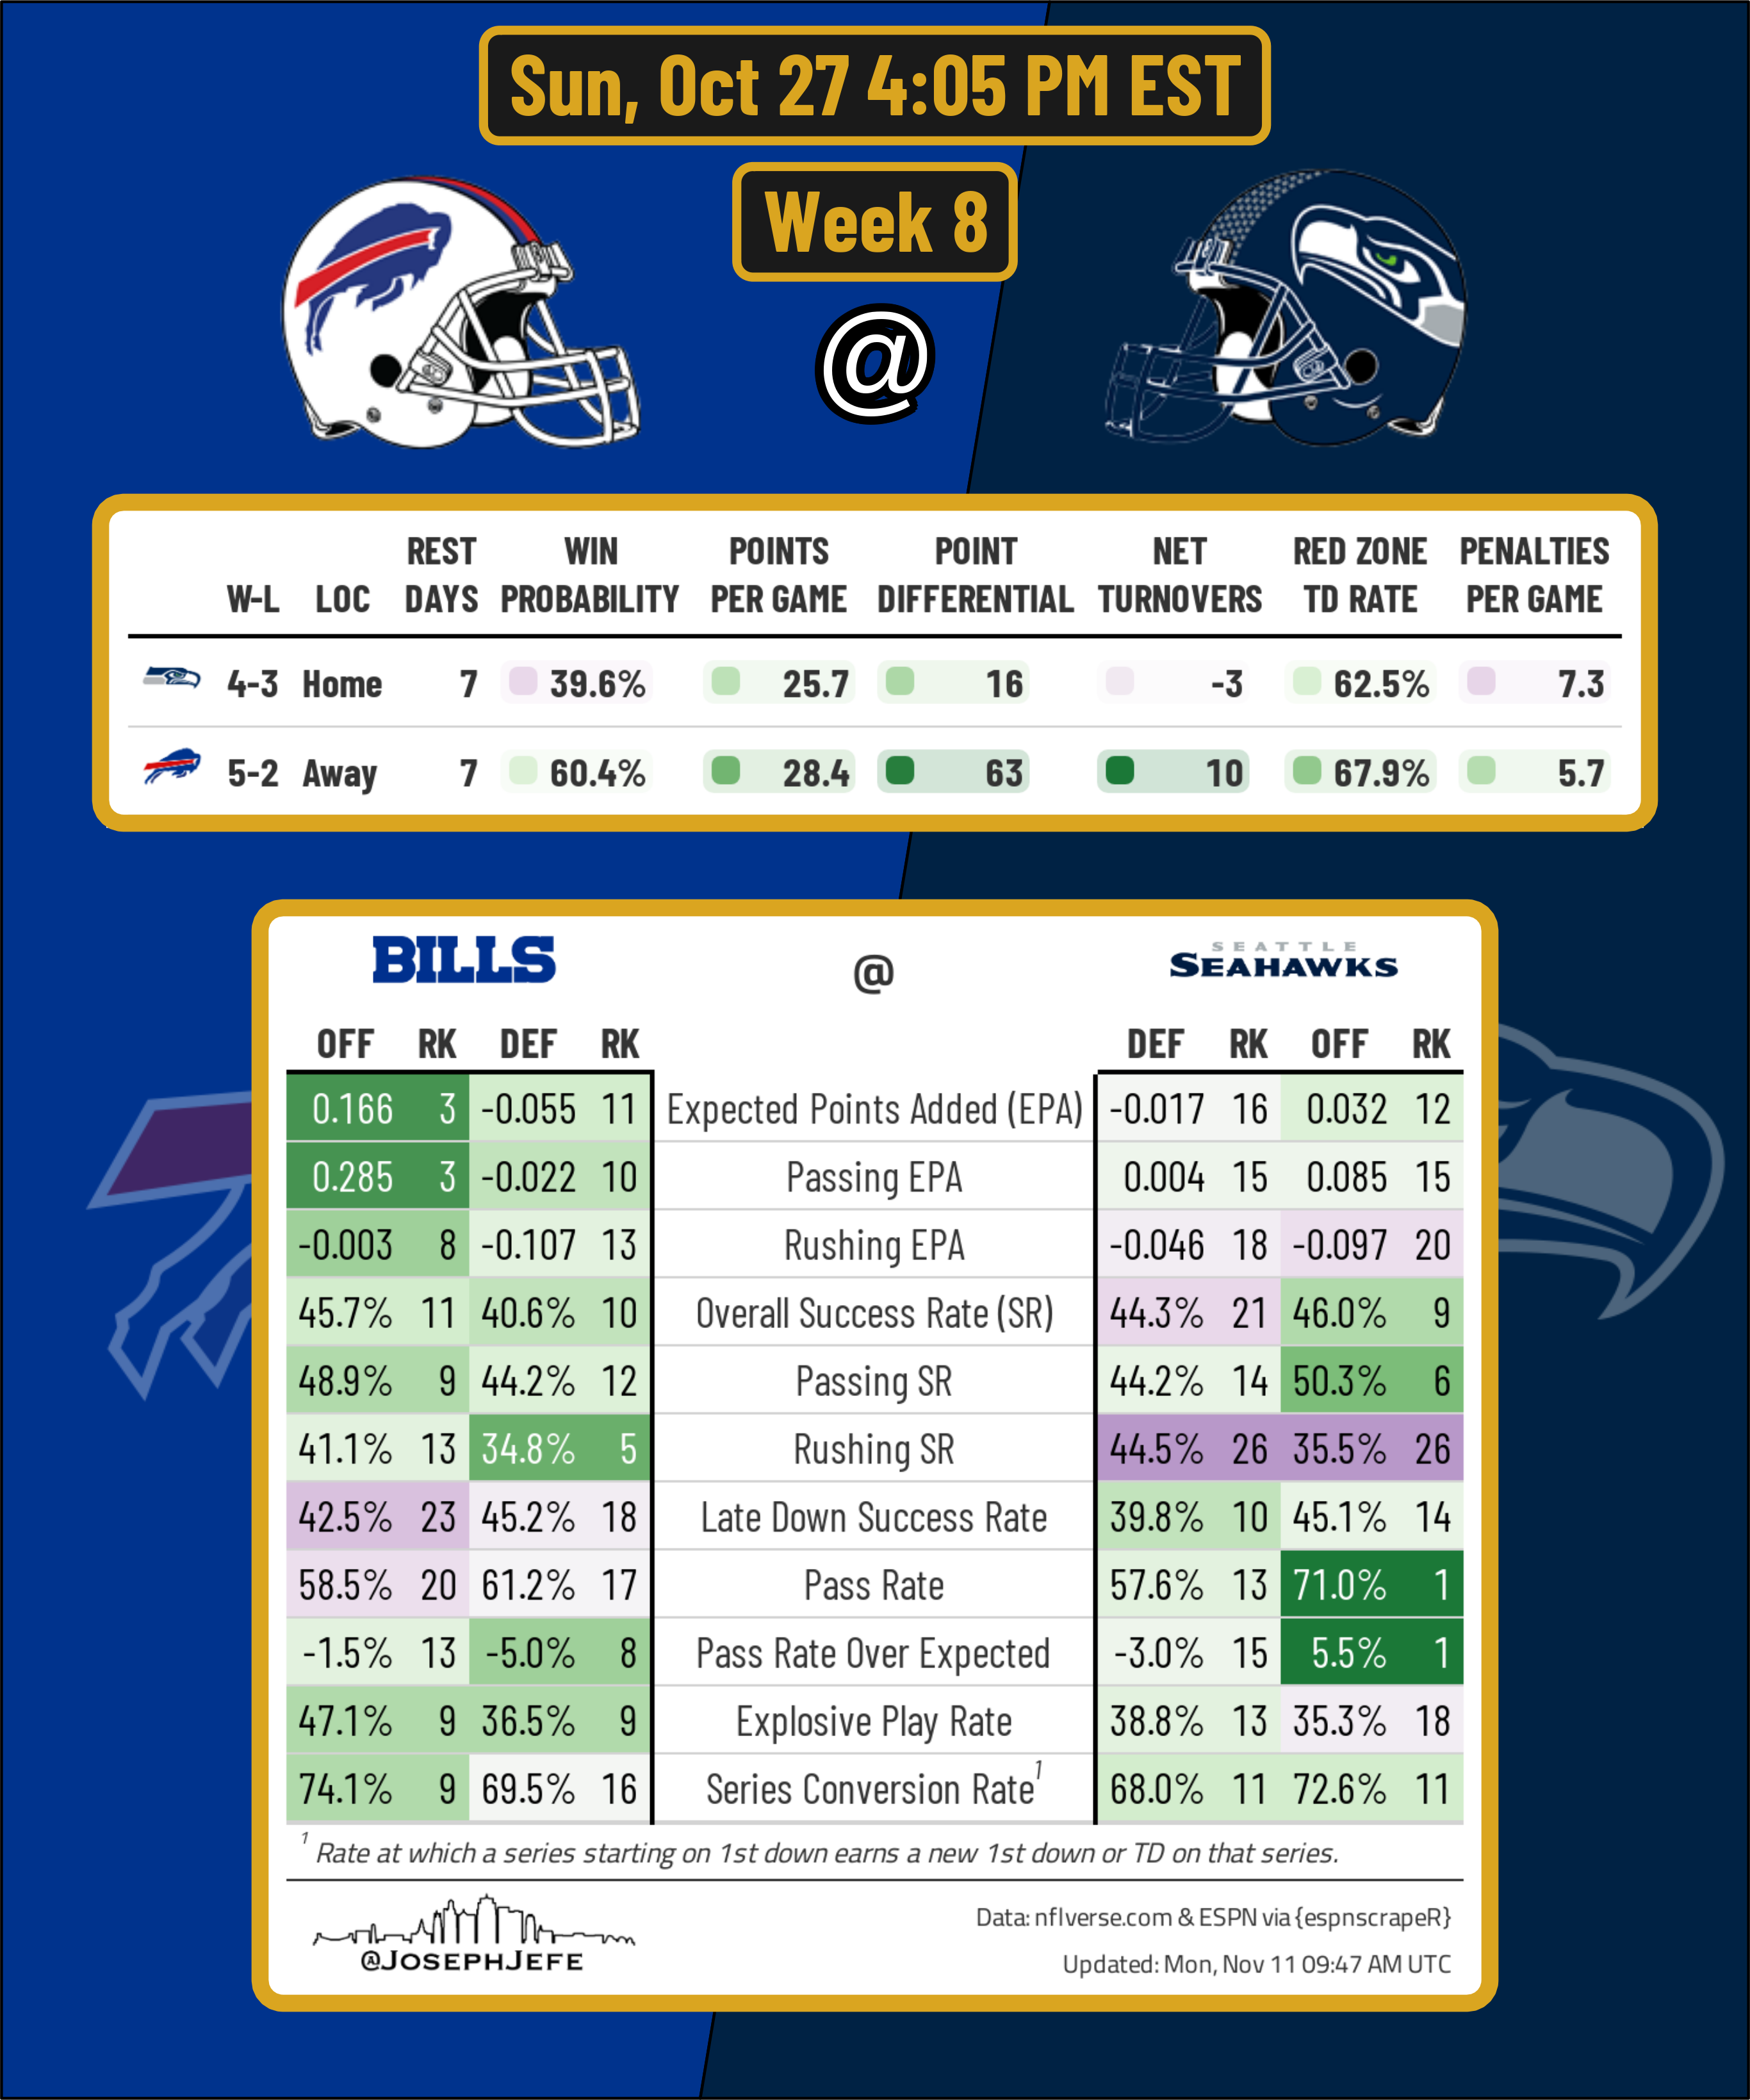 Sun, Oct 27 4:05 PM EST
Week 8
@
W-L LOC REST DAYS WIN PROBABILITY POINTS PER GAME POINT DIFFERENTIAL NET TURNOVERS RED ZONE TD RATE PENALTIES PER GAME
4-3 Home 7 39.6% 25.7 16 -3 62.5% 7.3
5-2 Away 7 60.4% 28.4 63 10 67.9% 5.7
BILLS @ SEATTLE SEAHAWKS
OFF RK DEF RK DEF RK OFF RK
0.166 3 -0.055 11 Expected Points Added (EPA) -0.017 16 0.032 12
0.285 3 -0.022 10 Passing EPA 0.004 15 0.085 15
-0.003 8 -0.107 13 Rushing EPA -0.046 18 -0.097 20
45.7% 11 40.6% 10 Overall Success Rate (SR) 44.3% 21 46.0% 9
48.9% 9 44.2% 12 Passing SR 44.2% 14 50.3% 6
41.1% 13 34.8% 5 Rushing SR 44.5% 26 35.5% 26
42.5% 23 45.2% 18 Late Down Success Rate 39.8% 10 45.1% 14
58.5% 20 61.2% 17 Pass Rate 57.6% 13 71.0% 1
-1.5% 13 -5.0% 8 Pass Rate Over Expected -3.0% 15 5.5% 1
47.1% 9 36.5% 9 Explosive Play Rate 38.8% 13 35.3% 18
74.1% 9 69.5% 16 Series Conversion Rate1 68.0% 11 72.6% 11
1 Rate at which a series starting on 1st down earns a new 1st down or TD on that series.
@JosephJefe
Data: nflverse.com & ESPN via {espnscrapeR}
Updated: Mon, Nov 11 09:47 AM UTC